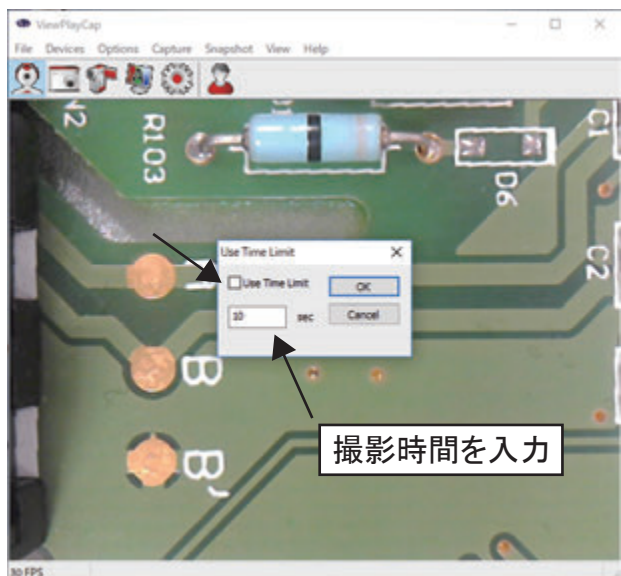 ViewPlayCap
File Devices Options Capture Snapshot View Help
N2
R103
C1
D6
C2
Use Time Limit
Use Time Limit
OK
10 sec Cancel
B
B'
撮影時間を入力
30 FPS